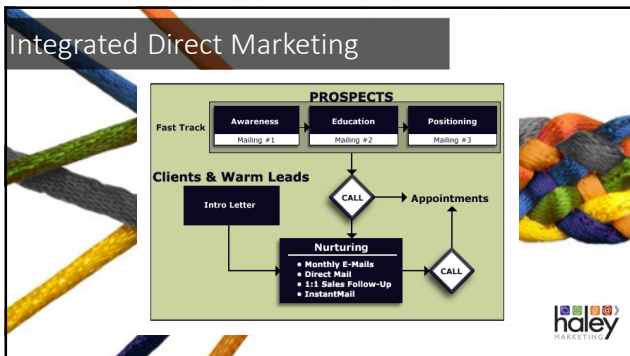 Integrated Direct Marketing
PROSPECTS
Fast Track
Awareness
Mailing #1
Education
Mailing #2
Positioning
Mailing #3
Clients & Warm Leads
Intro Letter
CALL
Appointments
Nurturing
• Monthly E-Mails
• Direct Mail
• 1:1 Sales Follow-Up
• InstantMail
CALL
haley
MARKETING